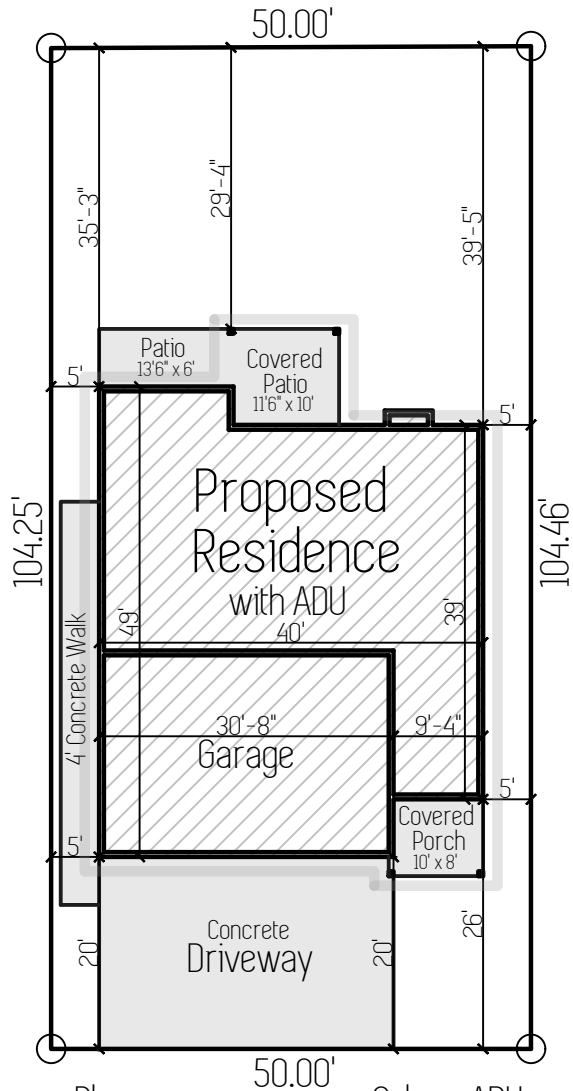 50.00'
35'-3"
29'-4"
39'-5"
Patio
13'6" x 6'
Covered
Patio
11'6" x 10'
5'
5'
104.25'
Proposed
Residence
with ADU
104.46'
49'
40'
39'
4' Concrete Walk
30'-8"
9'-4"
Garage
5'
Covered
Porch
10' x 8'
5'
20'
Concrete
Driveway
20'
26'
50.00'